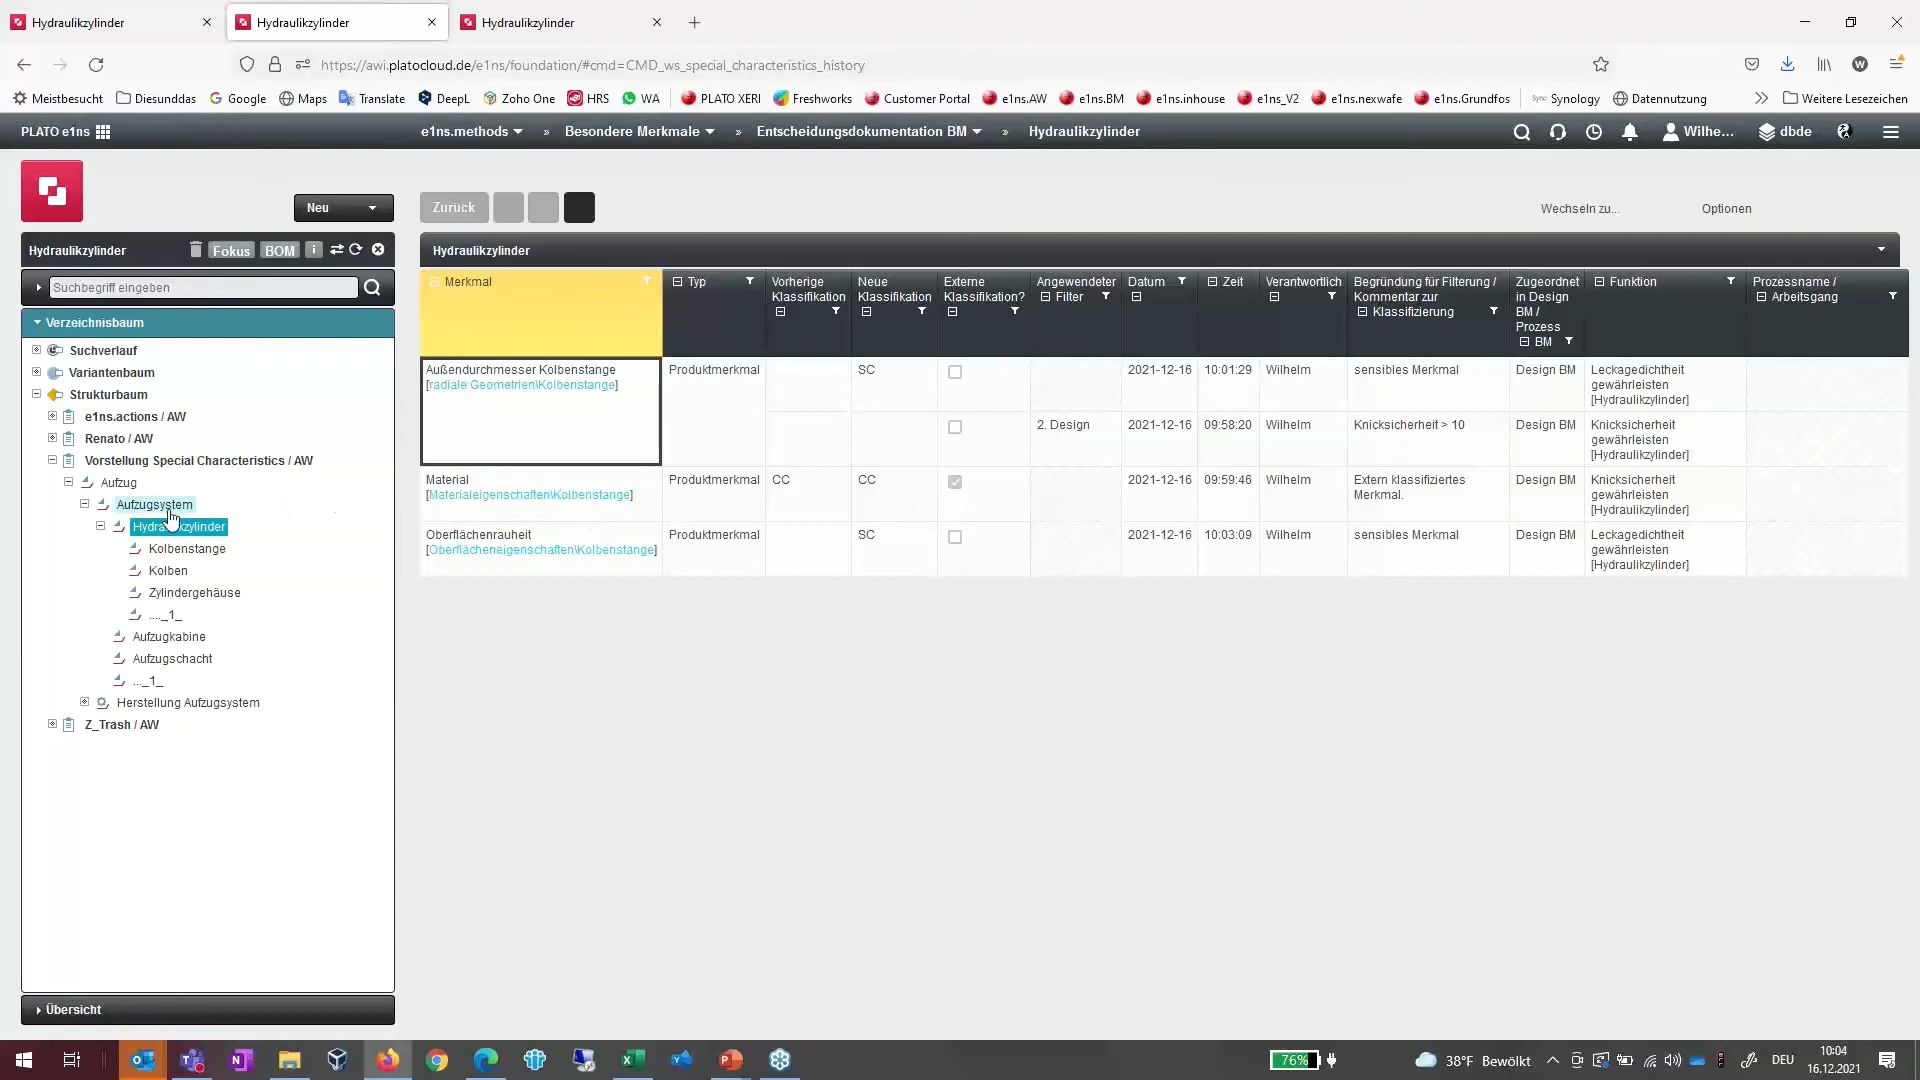 Hydraulikzylinder
Hydraulikzylinder
Hydraulikzylinder
https://awi.platocloud.de/e1ns/foundation/#cmd=CMD_ws_special_characteristics_history
Meistbesucht
Diesunddas
Google
Maps
Translate
DeepL
Zoho One
HRS
WA
PLATO XERI
Freshworks
Customer Portal
e1ns.AW
e1ns.BM
e1ns.inhouse
e1ns_V2
e1ns.nexwafe
e1ns.Grundfos
Synology
Datennutzung
Weitere Lesezeichen
PLATO e1ns
e1ns.methods » Besondere Merkmale » Entscheidungsdokumentation BM » Hydraulikzylinder
Wilhe...
dbde
Neu
Zurück
Wechseln zu...
Optionen
Hydraulikzylinder
Fokus
BOM
i
Suchbegriff eingeben
Verzeichnisbaum
Suchverlauf
Variantenbaum
Strukturbaum
e1ns.actions / AW
Renato / AW
Vorstellung Special Characteristics / AW
Aufzug
Aufzugsystem
Hydraulikzylinder
Kolbenstange
Kolben
Zylindergehäuse
...._1_
Aufzugkabine
Aufzugschacht
..._1_
Herstellung Aufzugsystem
Z_Trash / AW
Übersicht
Hydraulikzylinder
Merkmal
Typ
Vorherige
Klassifikation
Neue
Klassifikation
Externe
Klassifikation?
Angewendeter
Filter
Datum
Zeit
Verantwortlich
Begründung für Filterung /
Kommentar zur
Klassifizierung
Zugeordnet
in Design
BM /
Prozess
BM
Funktion
Prozessname /
Arbeitsgang
Außendurchmesser Kolbenstange
[radiale Geometrien\Kolbenstange]
Produktmerkmal
SC
2021-12-16
10:01:29
Wilhelm
sensibles Merkmal
Design BM
Leckagedichtheit
gewährleisten
[Hydraulikzylinder]
2. Design
2021-12-16
09:58:20
Wilhelm
Knicksicherheit > 10
Design BM
Knicksicherheit
gewährleisten
[Hydraulikzylinder]
Material
[Materialeigenschaften\Kolbenstange]
Produktmerkmal
CC
CC
2021-12-16
09:59:46
Wilhelm
Extern klassifiziertes
Merkmal.
Design BM
Knicksicherheit
gewährleisten
[Hydraulikzylinder]
Oberflächenrauheit
[Oberflächeneigenschaften\Kolbenstange]
Produktmerkmal
SC
2021-12-16
10:03:09
Wilhelm
sensibles Merkmal
Design BM
Leckagedichtheit
gewährleisten
[Hydraulikzylinder]
76%
38°F Bewölkt
DEU
10:04
16.12.2021